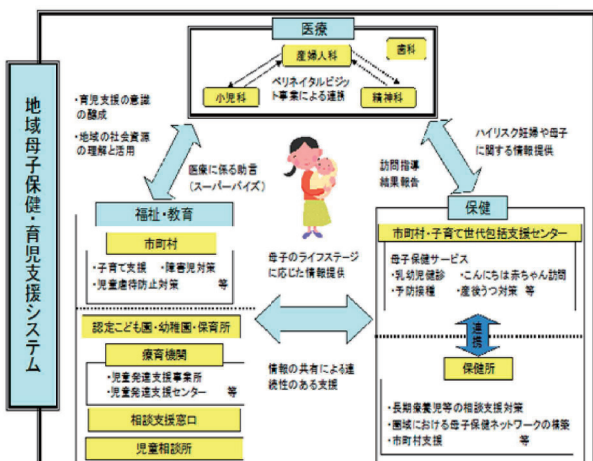 地域母子保健・育児支援システム
医療
産婦人科
歯科
小児科
ペリネイタルビジッ
ト事業による連携
精神科
・育児支援の意識
の醸成
・地域の社会資源
の理解と活用
医療に係る助言
(スーパーバイズ)
訪問指導
結果報告
ハイリスク妊婦や母子
に関する情報提供
福祉・教育
市町村
・子育て支援 ・障害児対策
・児童虐待防止対策 等
認定こども園・幼稚園・保育所
療育機関
・児童発達支援事業所
・児童発達支援センター 等
相談支援窓口
児童相談所
母子のライフステージ
に応じた情報提供
情報の共有による連
続性のある支援
保健
市町村・子育て世代包括支援センター
母子保健サービス
・乳幼児健診 ・こんにちは赤ちゃん訪問
・予防接種 ・産後うつ対策 等
連携
保健所
・長期療養児等の相談支援対策
・圏域における母子保健ネットワークの構築
・市町村支援 等